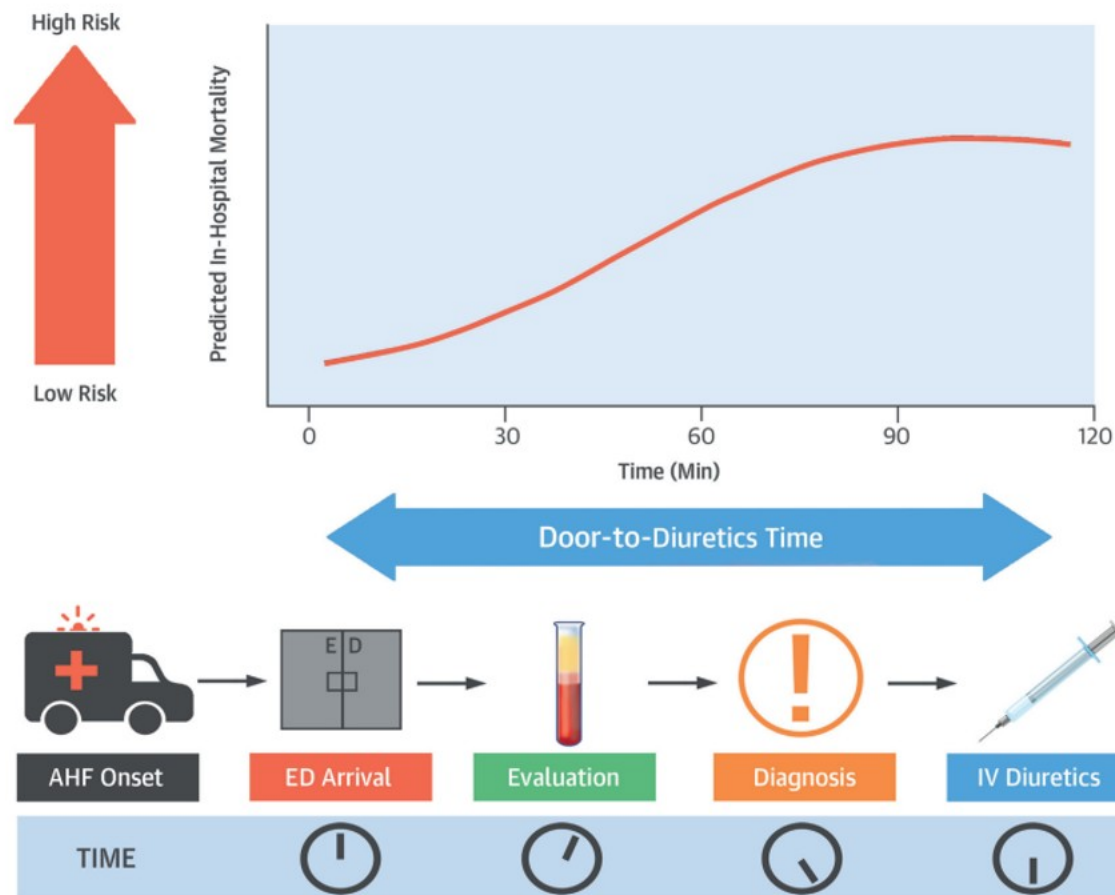 High Risk
Low Risk
Predicted In-Hospital Mortality
0 30 60 90 120
Time (Min)
Door-to-Diuretics Time
E D
AHF Onset ED Arrival Evaluation Diagnosis IV Diuretics
TIME